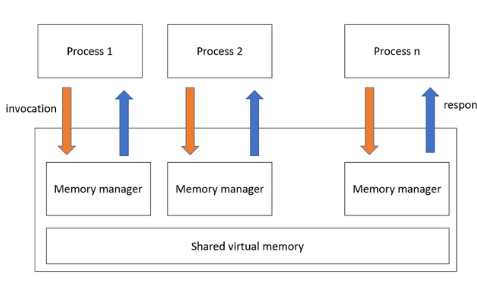 Process 1
Process 2
Process n
invocation
respon
Memory manager
Memory manager
Memory manager
Shared virtual memory